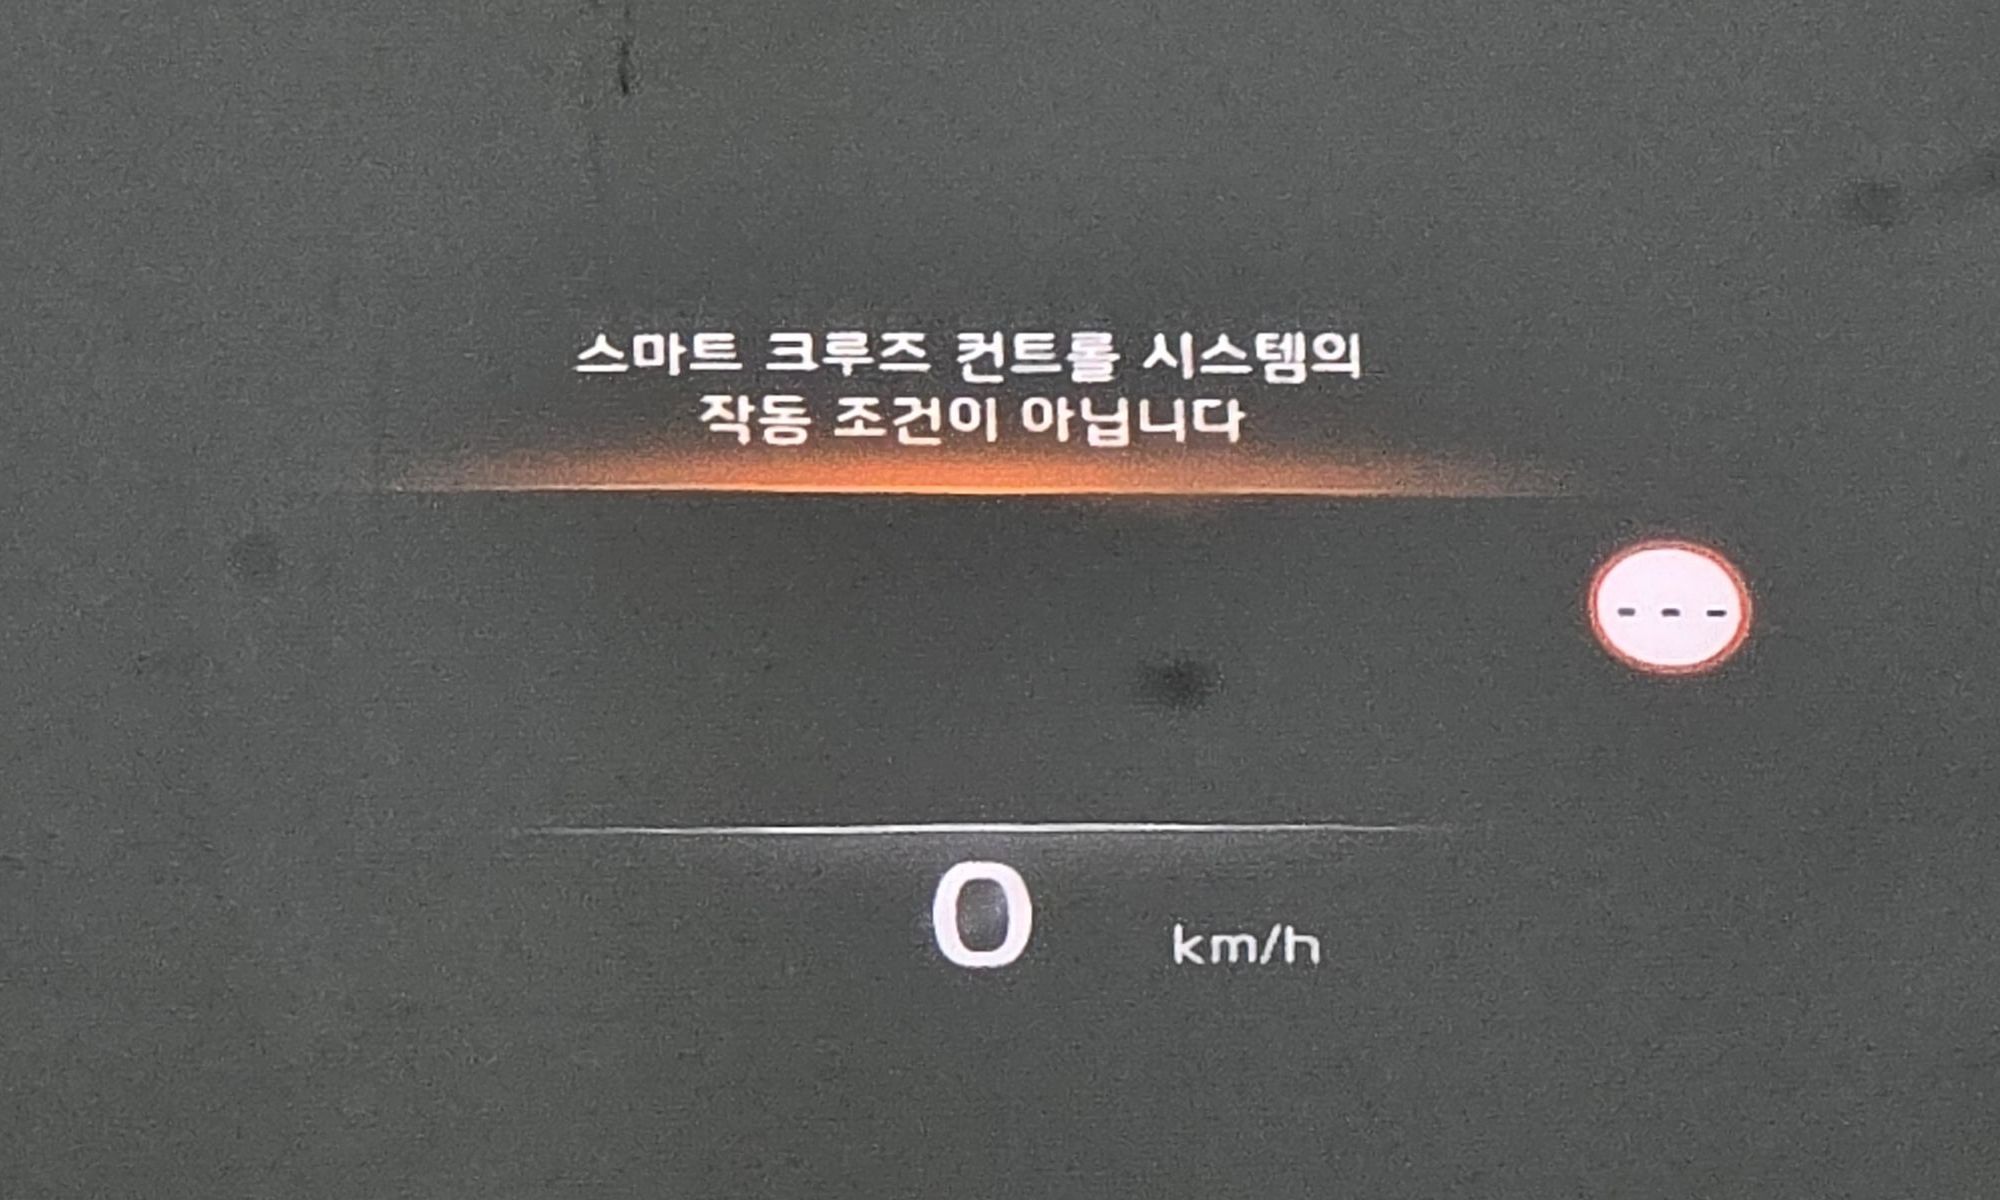 스마트 크루즈 컨트롤 시스템의
작동 조건이 아닙니다
- - -
0 km/h